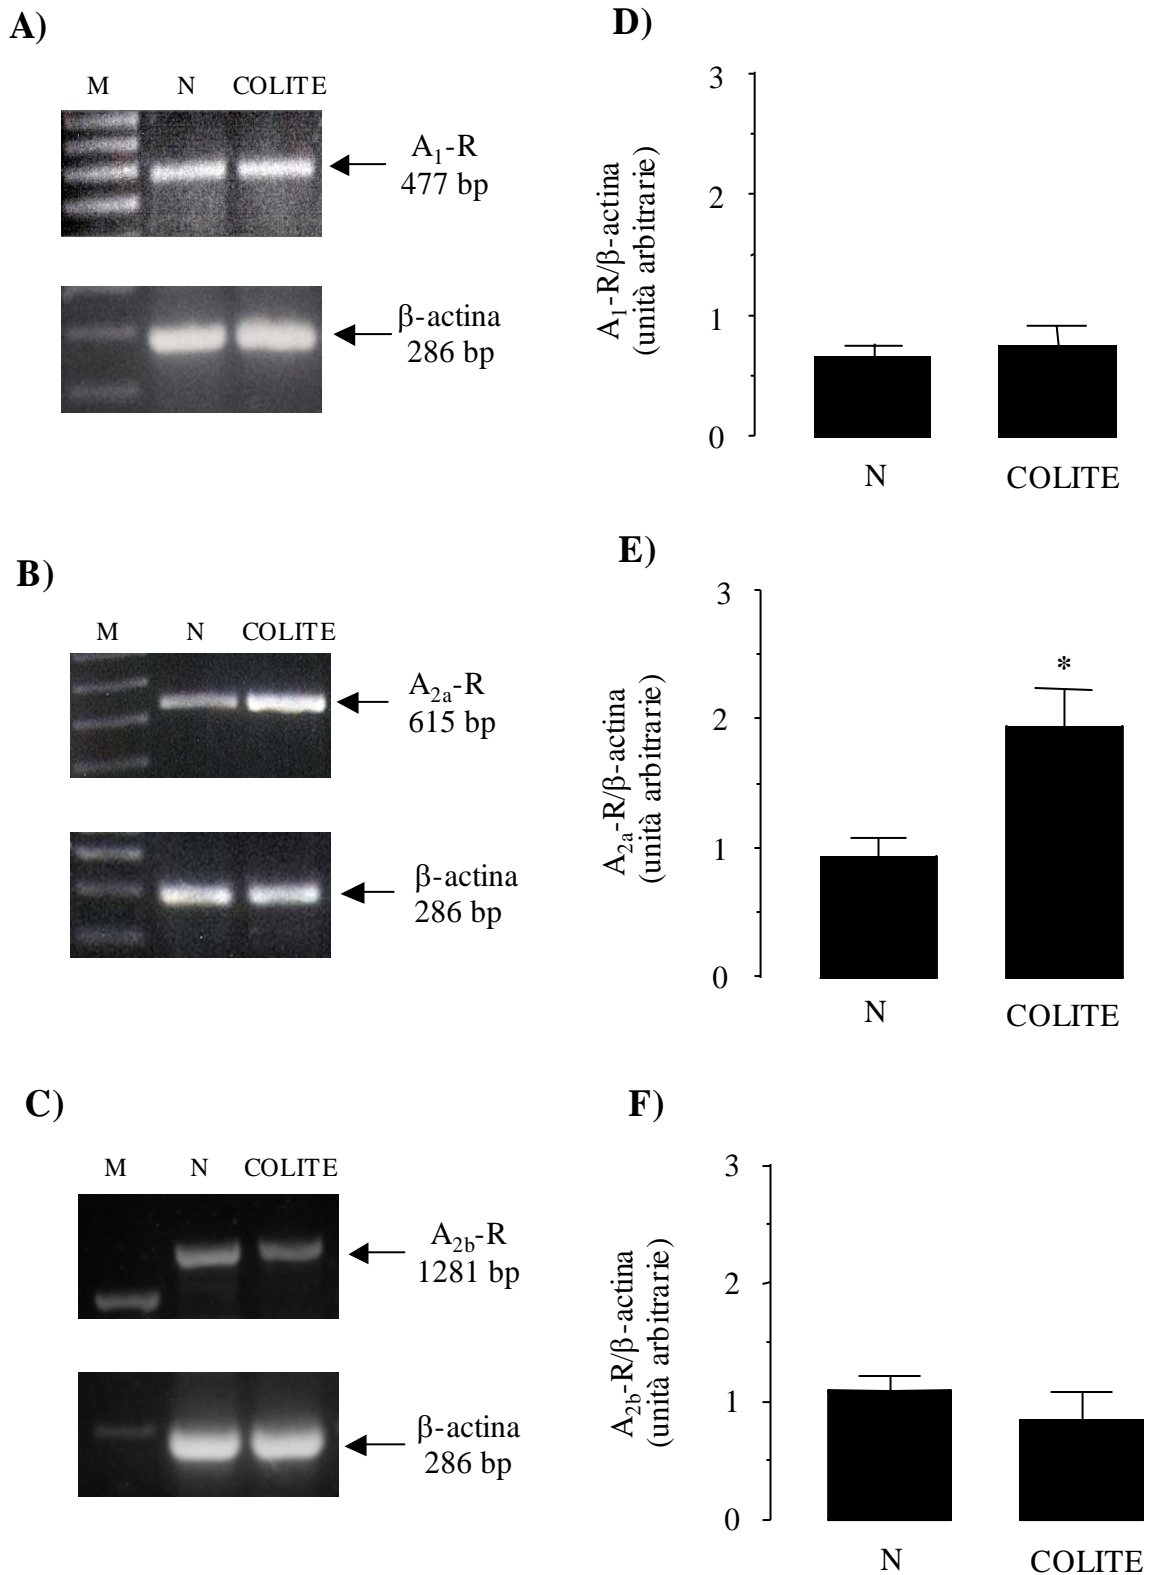 A)
M N COLITE
A₁-R
477 bp
β-actina
286 bp
D)
3
2
1
0
A₁-R/β-actina
(unità arbitrarie)
N COLITE
B)
M N COLITE
A₂ₐ-R
615 bp
β-actina
286 bp
E)
3
2
1
0
A₂ₐ-R/β-actina
(unità arbitrarie)
*
N COLITE
C)
M N COLITE
A2b-R
1281 bp
β-actina
286 bp
F)
3
2
1
0
A2b-R/β-actina
(unità arbitrarie)
N COLITE